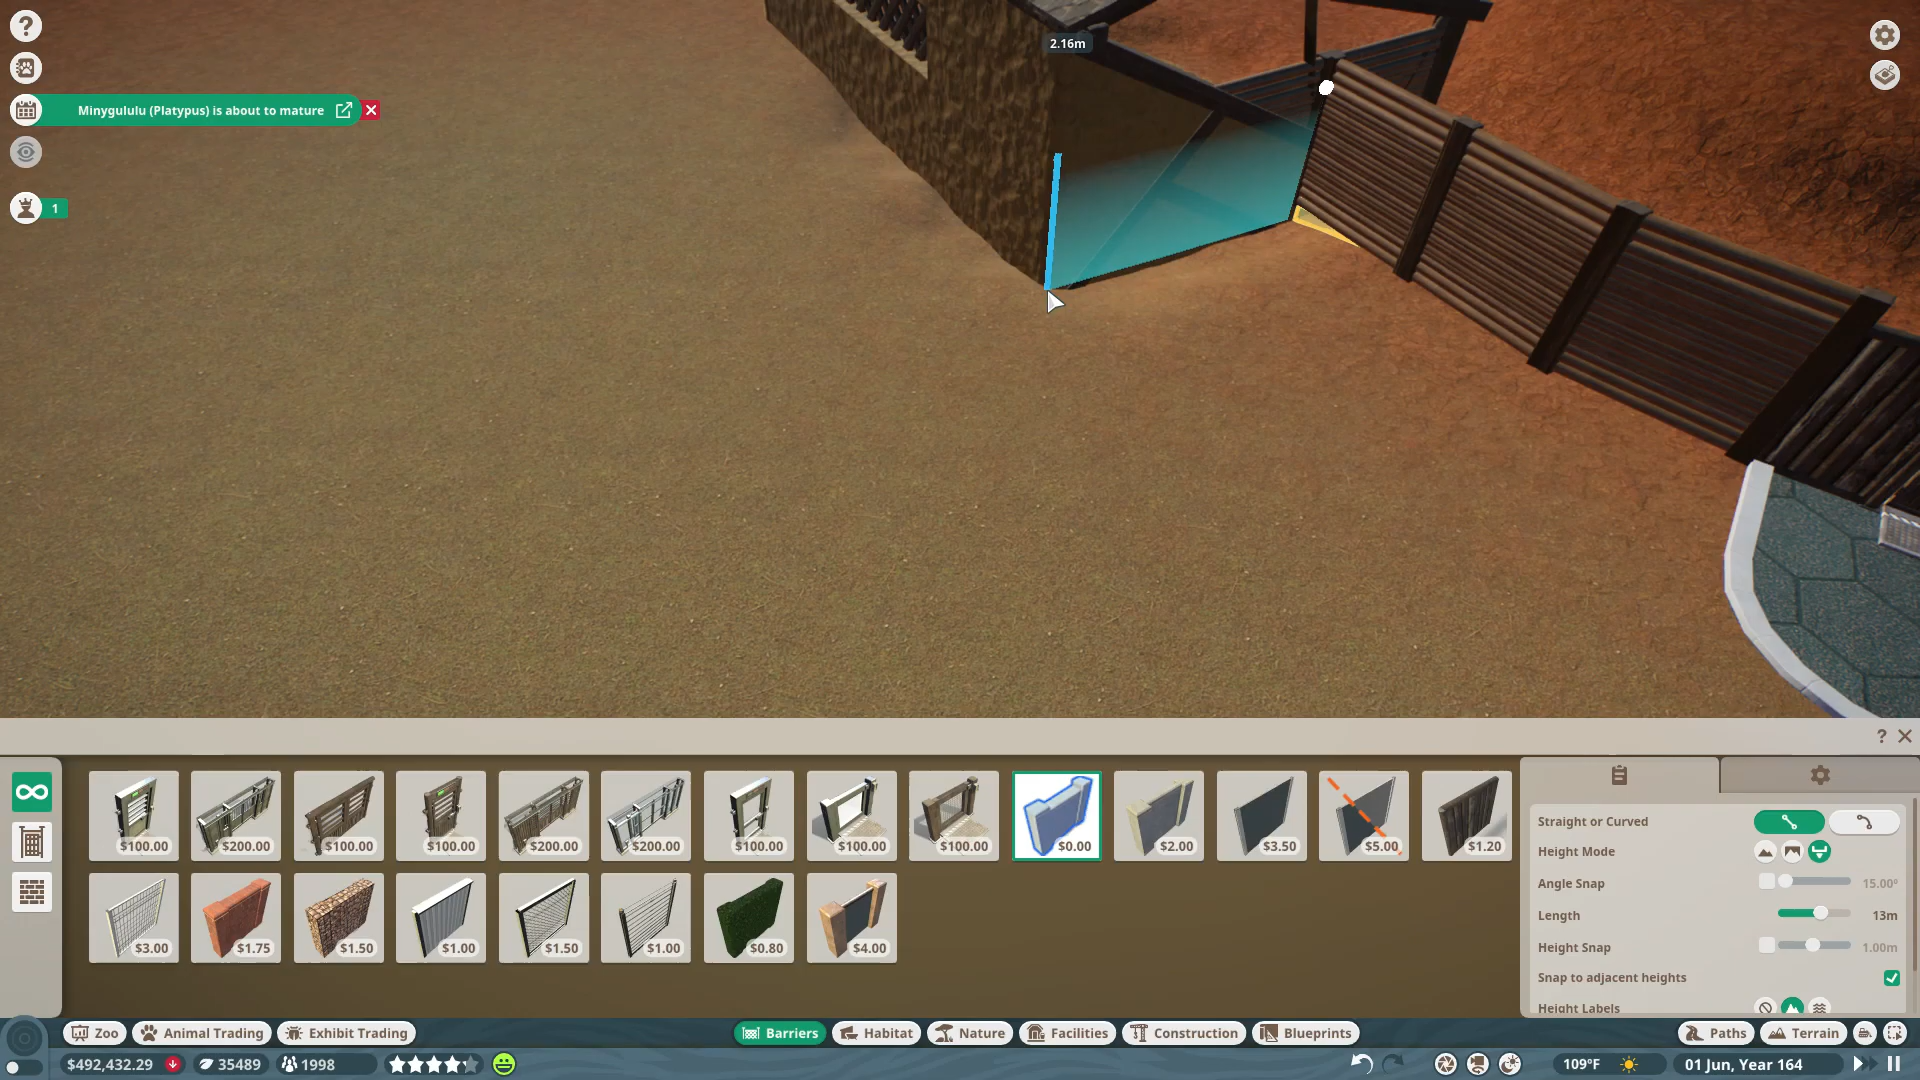 2.16m
?
Minygululu (Platypus) is about to mature
1
?
$100.00
$200.00
$100.00
$100.00
$200.00
$200.00
$100.00
$100.00
$100.00
$0.00
$2.00
$3.50
$5.00
$1.20
$3.00
$1.75
$1.50
$1.00
$1.50
$1.00
$0.80
$4.00
Straight or Curved
Height Mode
Angle Snap
15.00°
Length
13m
Height Snap
1.00m
Snap to adjacent heights
Height Labels
Zoo
Animal Trading
Exhibit Trading
Barriers
Habitat
Nature
Facilities
Construction
Blueprints
Paths
Terrain
$492,432.29
35489
1998
109°F
01 Jun, Year 164